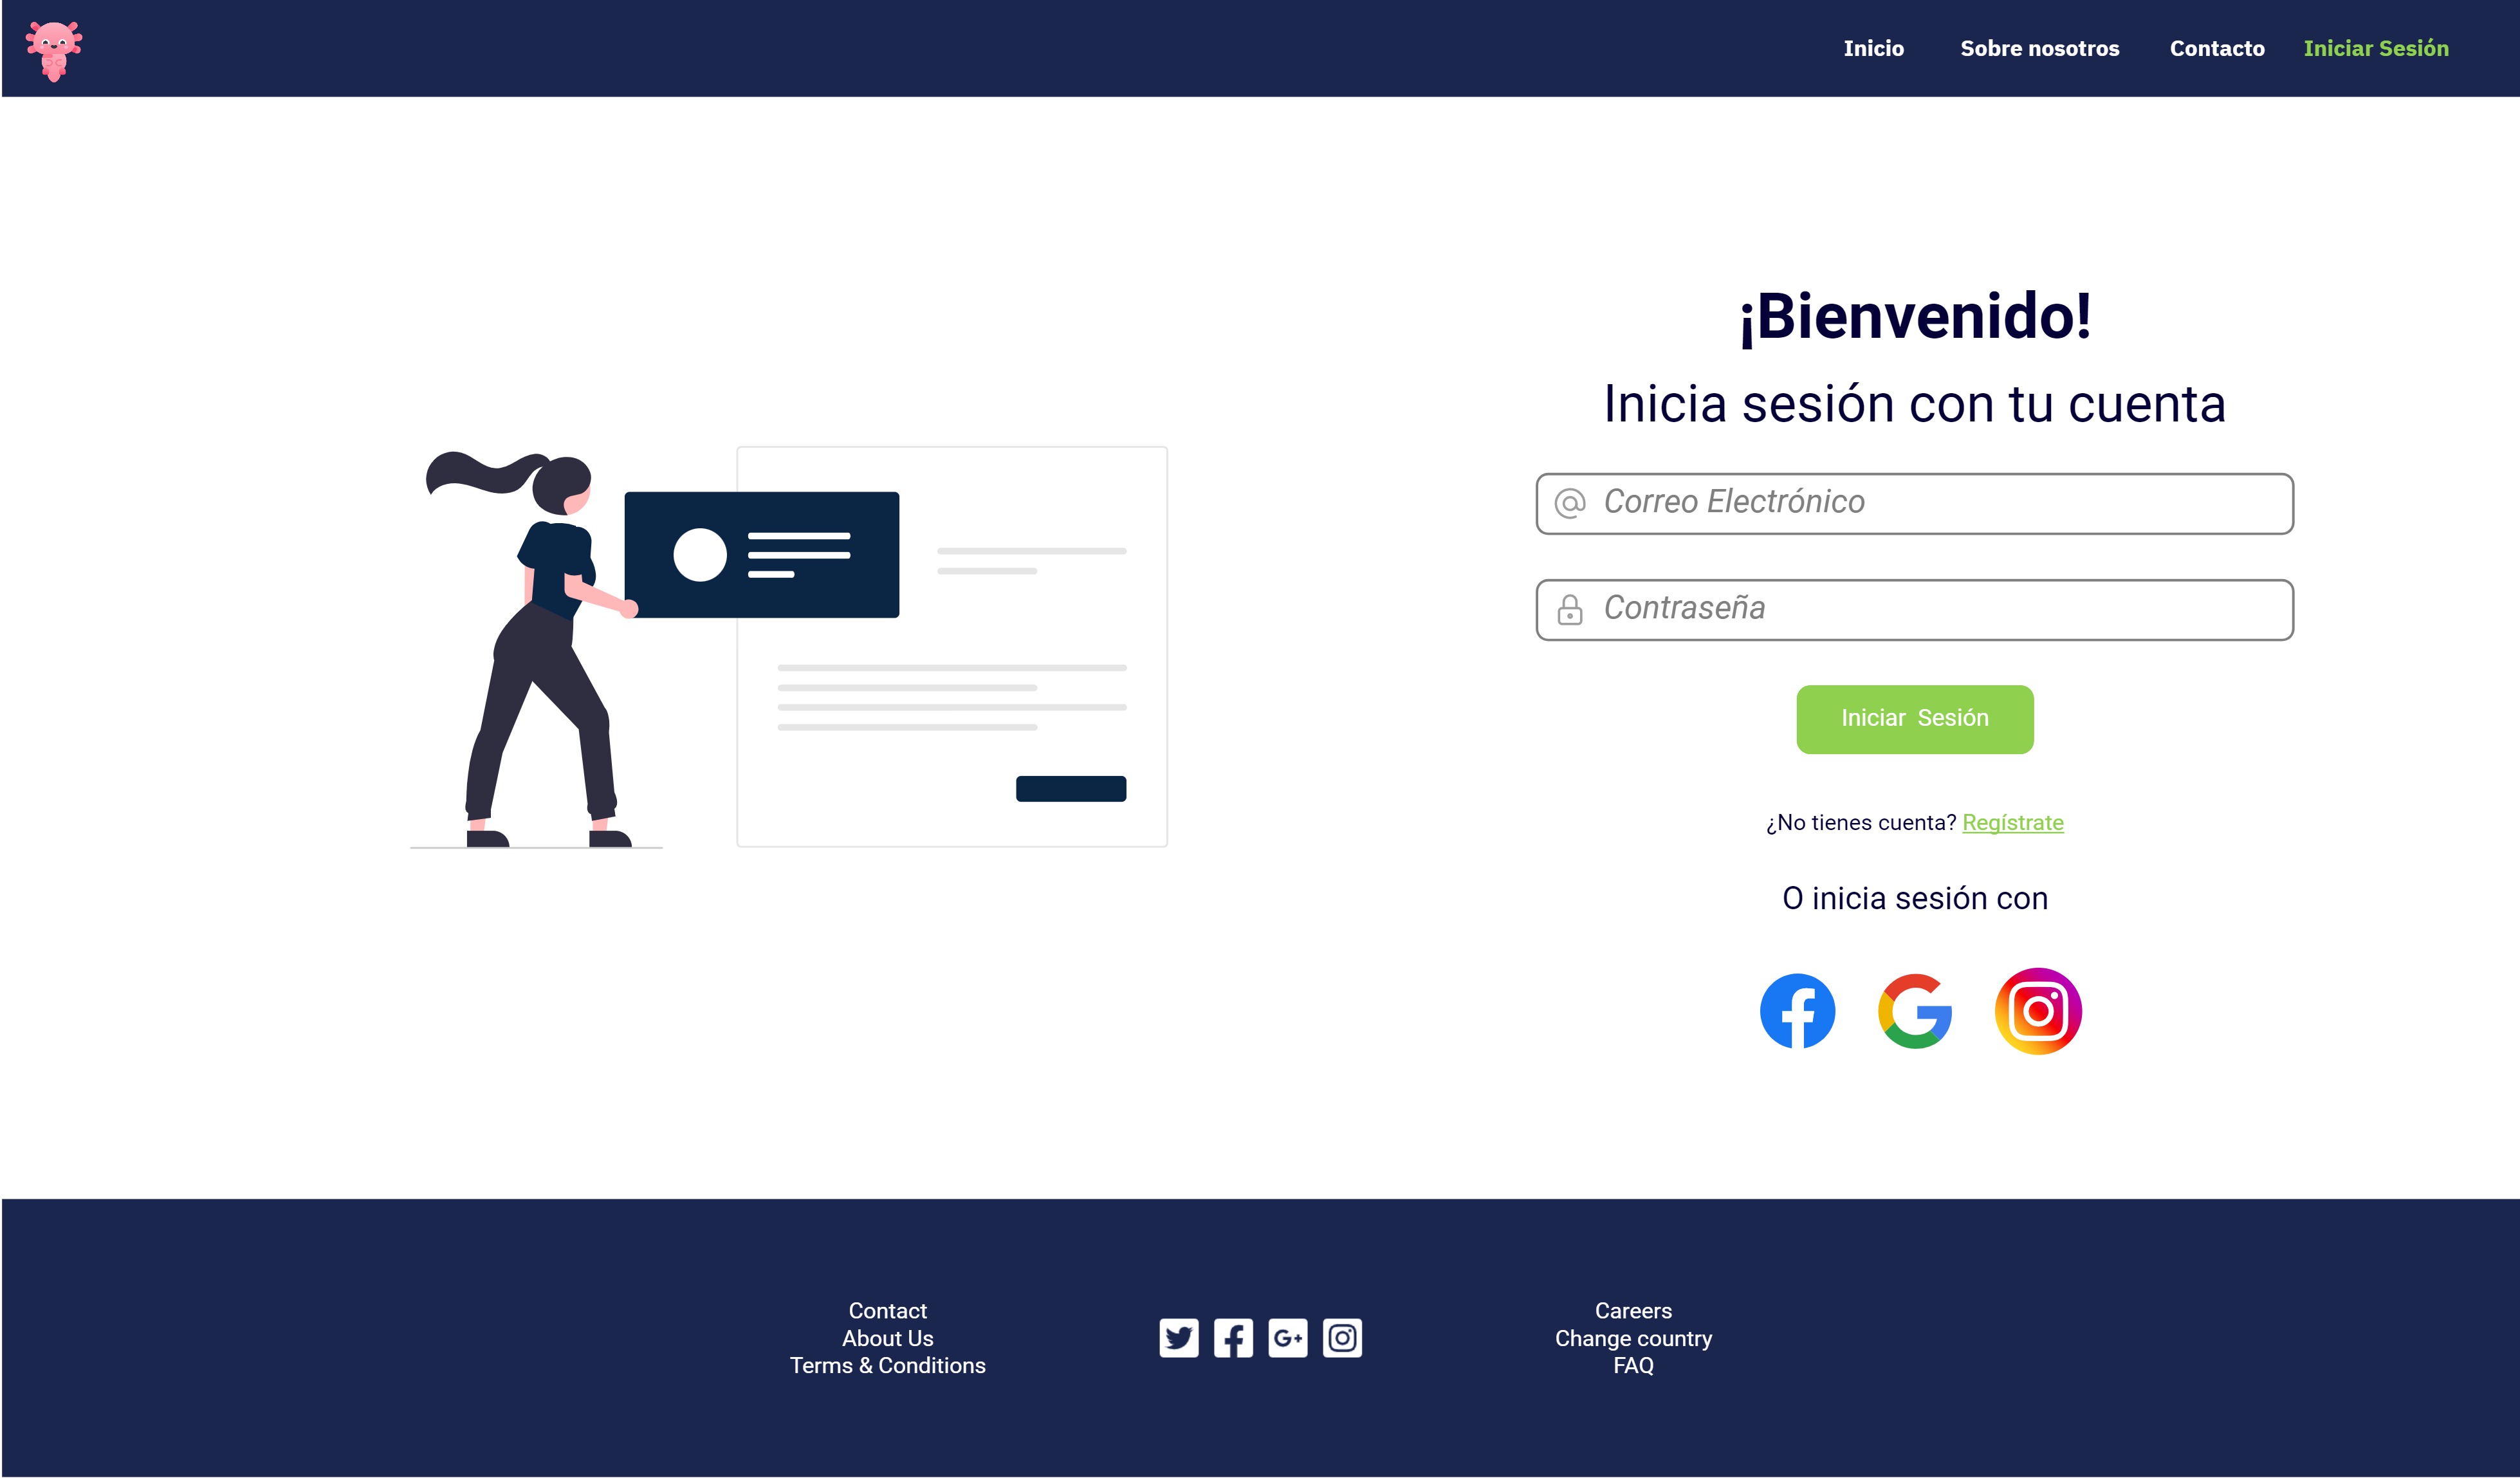 Inicio Sobre nosotros Contacto Iniciar Sesión
¡Bienvenido!
Inicia sesión con tu cuenta
Correo Electrónico
Contraseña
Iniciar Sesión
¿No tienes cuenta? Regístrate
O inicia sesión con
Contact
About Us
Terms & Conditions
G+
Careers
Change country
FAQ